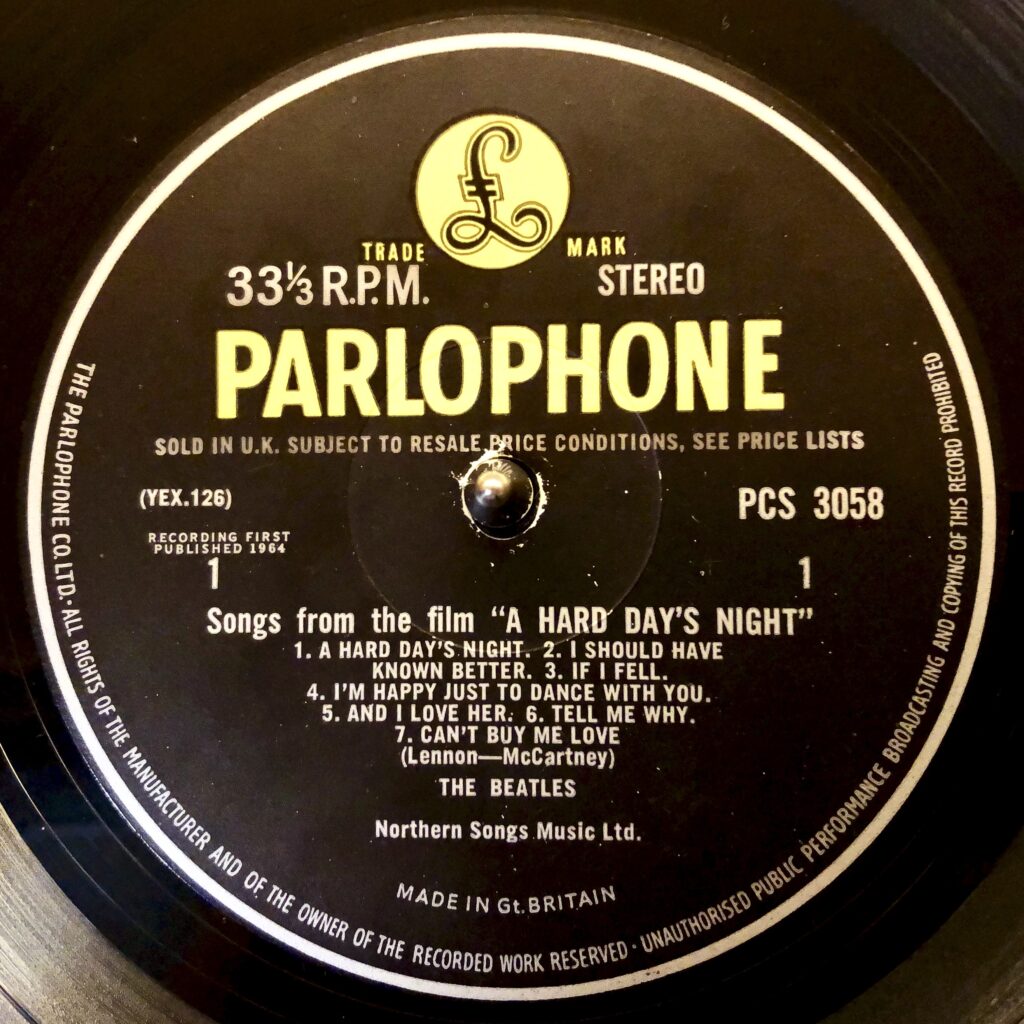 £
TRADE MARK
33⅓ R.P.M. STEREO
PARLOPHONE
SOLD IN U.K. SUBJECT TO RESALE PRICE CONDITIONS, SEE PRICE LISTS
(YEX.126) PCS 3058
RECORDING FIRST
PUBLISHED 1964
1 1
Songs from the film "A HARD DAY'S NIGHT"
1. A HARD DAY'S NIGHT. 2. I SHOULD HAVE
KNOWN BETTER. 3. IF I FELL.
4. I'M HAPPY JUST TO DANCE WITH YOU.
5. AND I LOVE HER. 6. TELL ME WHY.
7. CAN'T BUY ME LOVE
(Lennon—McCartney)
THE BEATLES
Northern Songs Music Ltd.
MADE IN Gt. BRITAIN
THE PARLOPHONE CO. LTD. · ALL RIGHTS OF THE MANUFACTURER AND OF THE OWNER OF THE RECORDED WORK RESERVED · UNAUTHORISED PUBLIC PERFORMANCE BROADCASTING AND COPYING OF THIS RECORD PROHIBITED